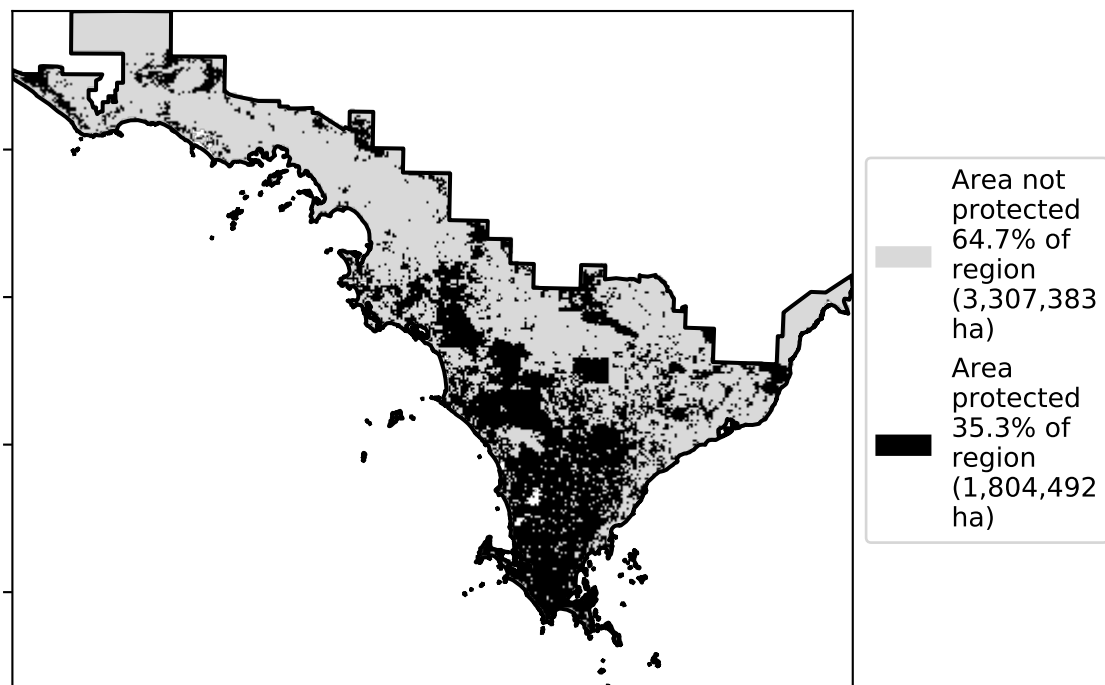 Area not
protected
64.7% of
region
(3,307,383
ha)
Area
protected
35.3% of
region
(1,804,492
ha)